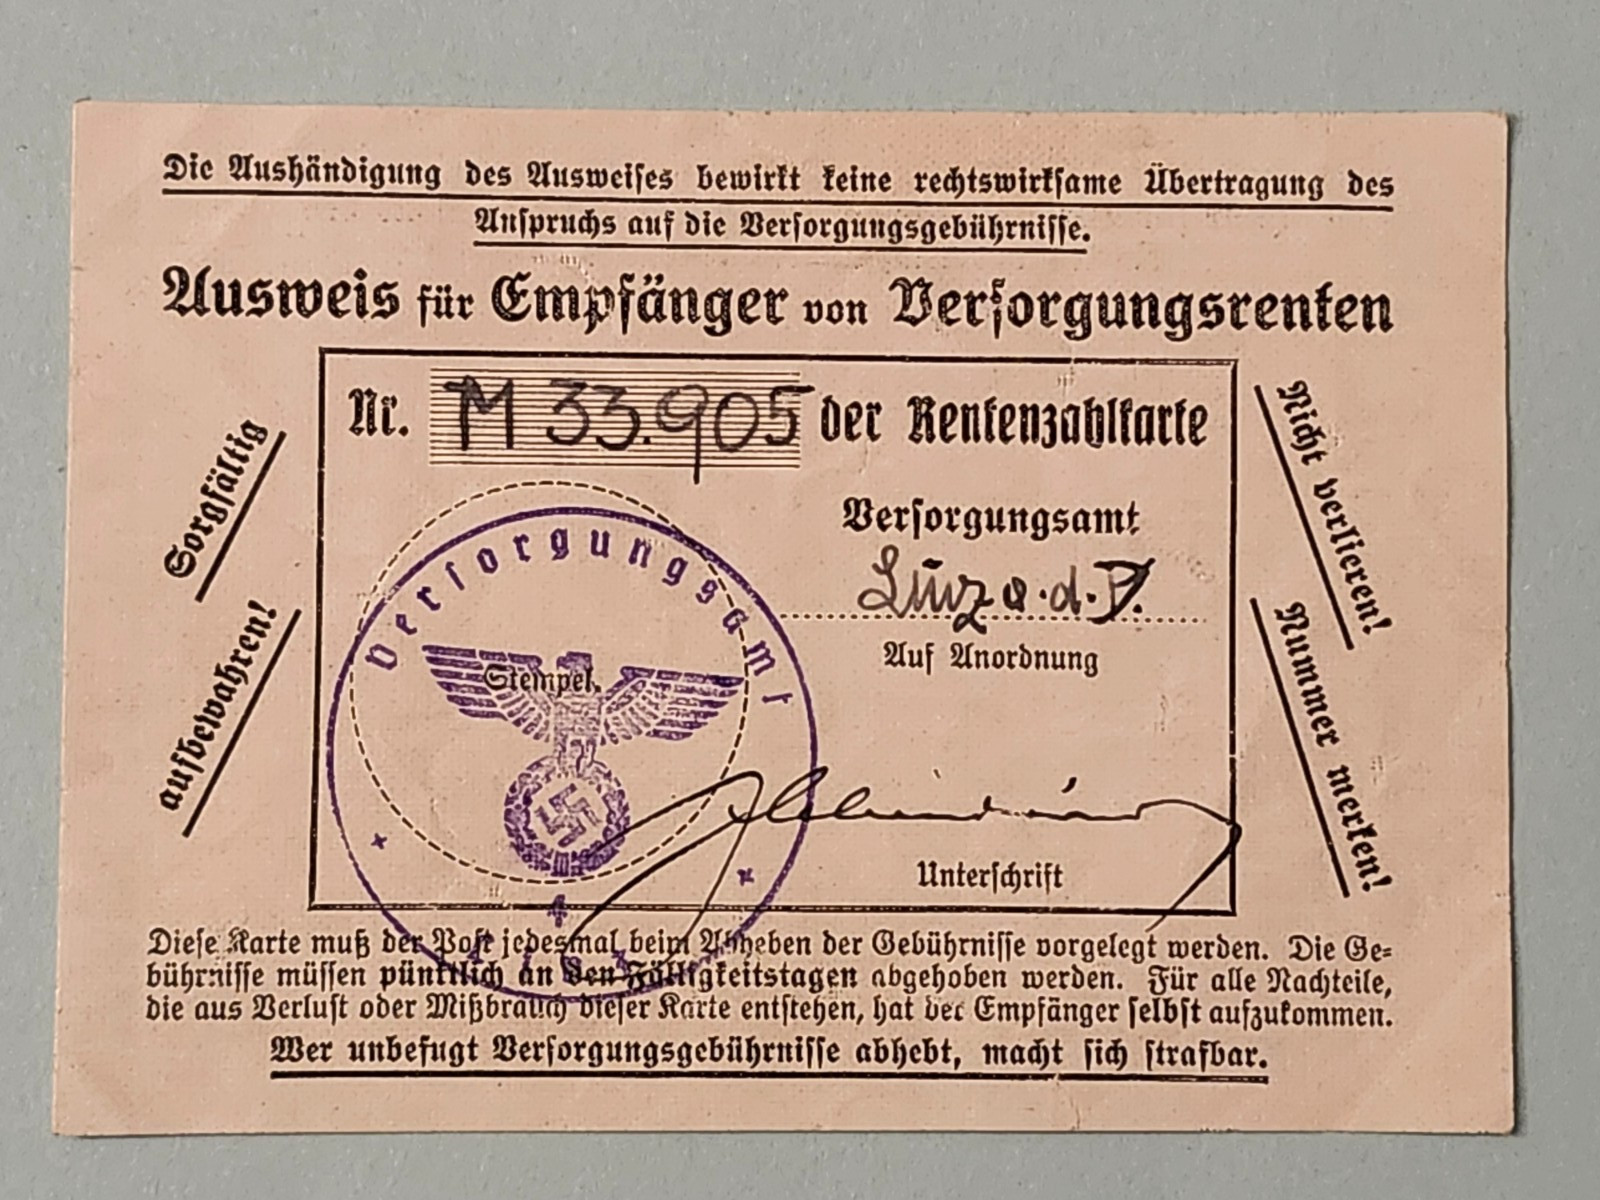 Die Aushändigung des Ausweises bewirkt keine rechtswirksame Übertragung des
Anspruchs auf die Versorgungsgebührnisse.
Ausweis für Empfänger von Versorgungsrenten
Nr. M 33.905 der Rentenzahlkarte
Sorgfältig
aufbewahren!
Nicht verlieren!
Nummer merken!
Versorgungsamt
a.d.D.
Auf Anordnung
Versorgungsamt
Stempel.
Unterschrift
Diese Karte muß der Post jedesmal beim Abheben der Gebührnisse vorgelegt werden. Die Ge-
bührnisse müssen pünktlich an den Fälligkeitstagen abgehoben werden. Für alle Nachteile,
die aus Verlust oder Mißbrauch dieser Karte entstehen, hat der Empfänger selbst aufzukommen.
Wer unbefugt Versorgungsgebührnisse abhebt, macht sich strafbar.